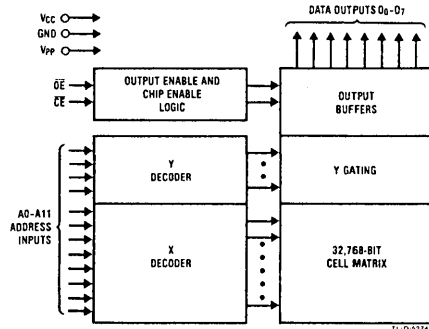 VCC
GND
VPP
DATA OUTPUTS O0-O7
OE
CE
OUTPUT ENABLE AND
CHIP ENABLE
LOGIC
OUTPUT
BUFFERS
Y
DECODER
Y GATING
A0-A11
ADDRESS
INPUTS
X
DECODER
32,768-BIT
CELL MATRIX